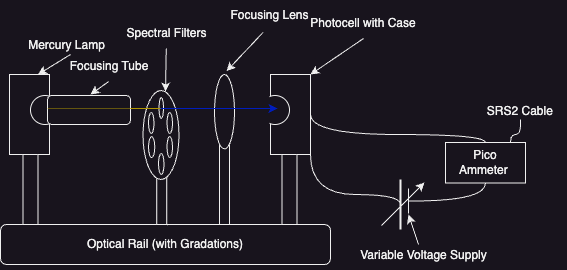 Focusing Lens
Photocell with Case
Spectral Filters
Mercury Lamp
Focusing Tube
SRS2 Cable
Pico
Ammeter
Optical Rail (with Gradations)
Variable Voltage Supply